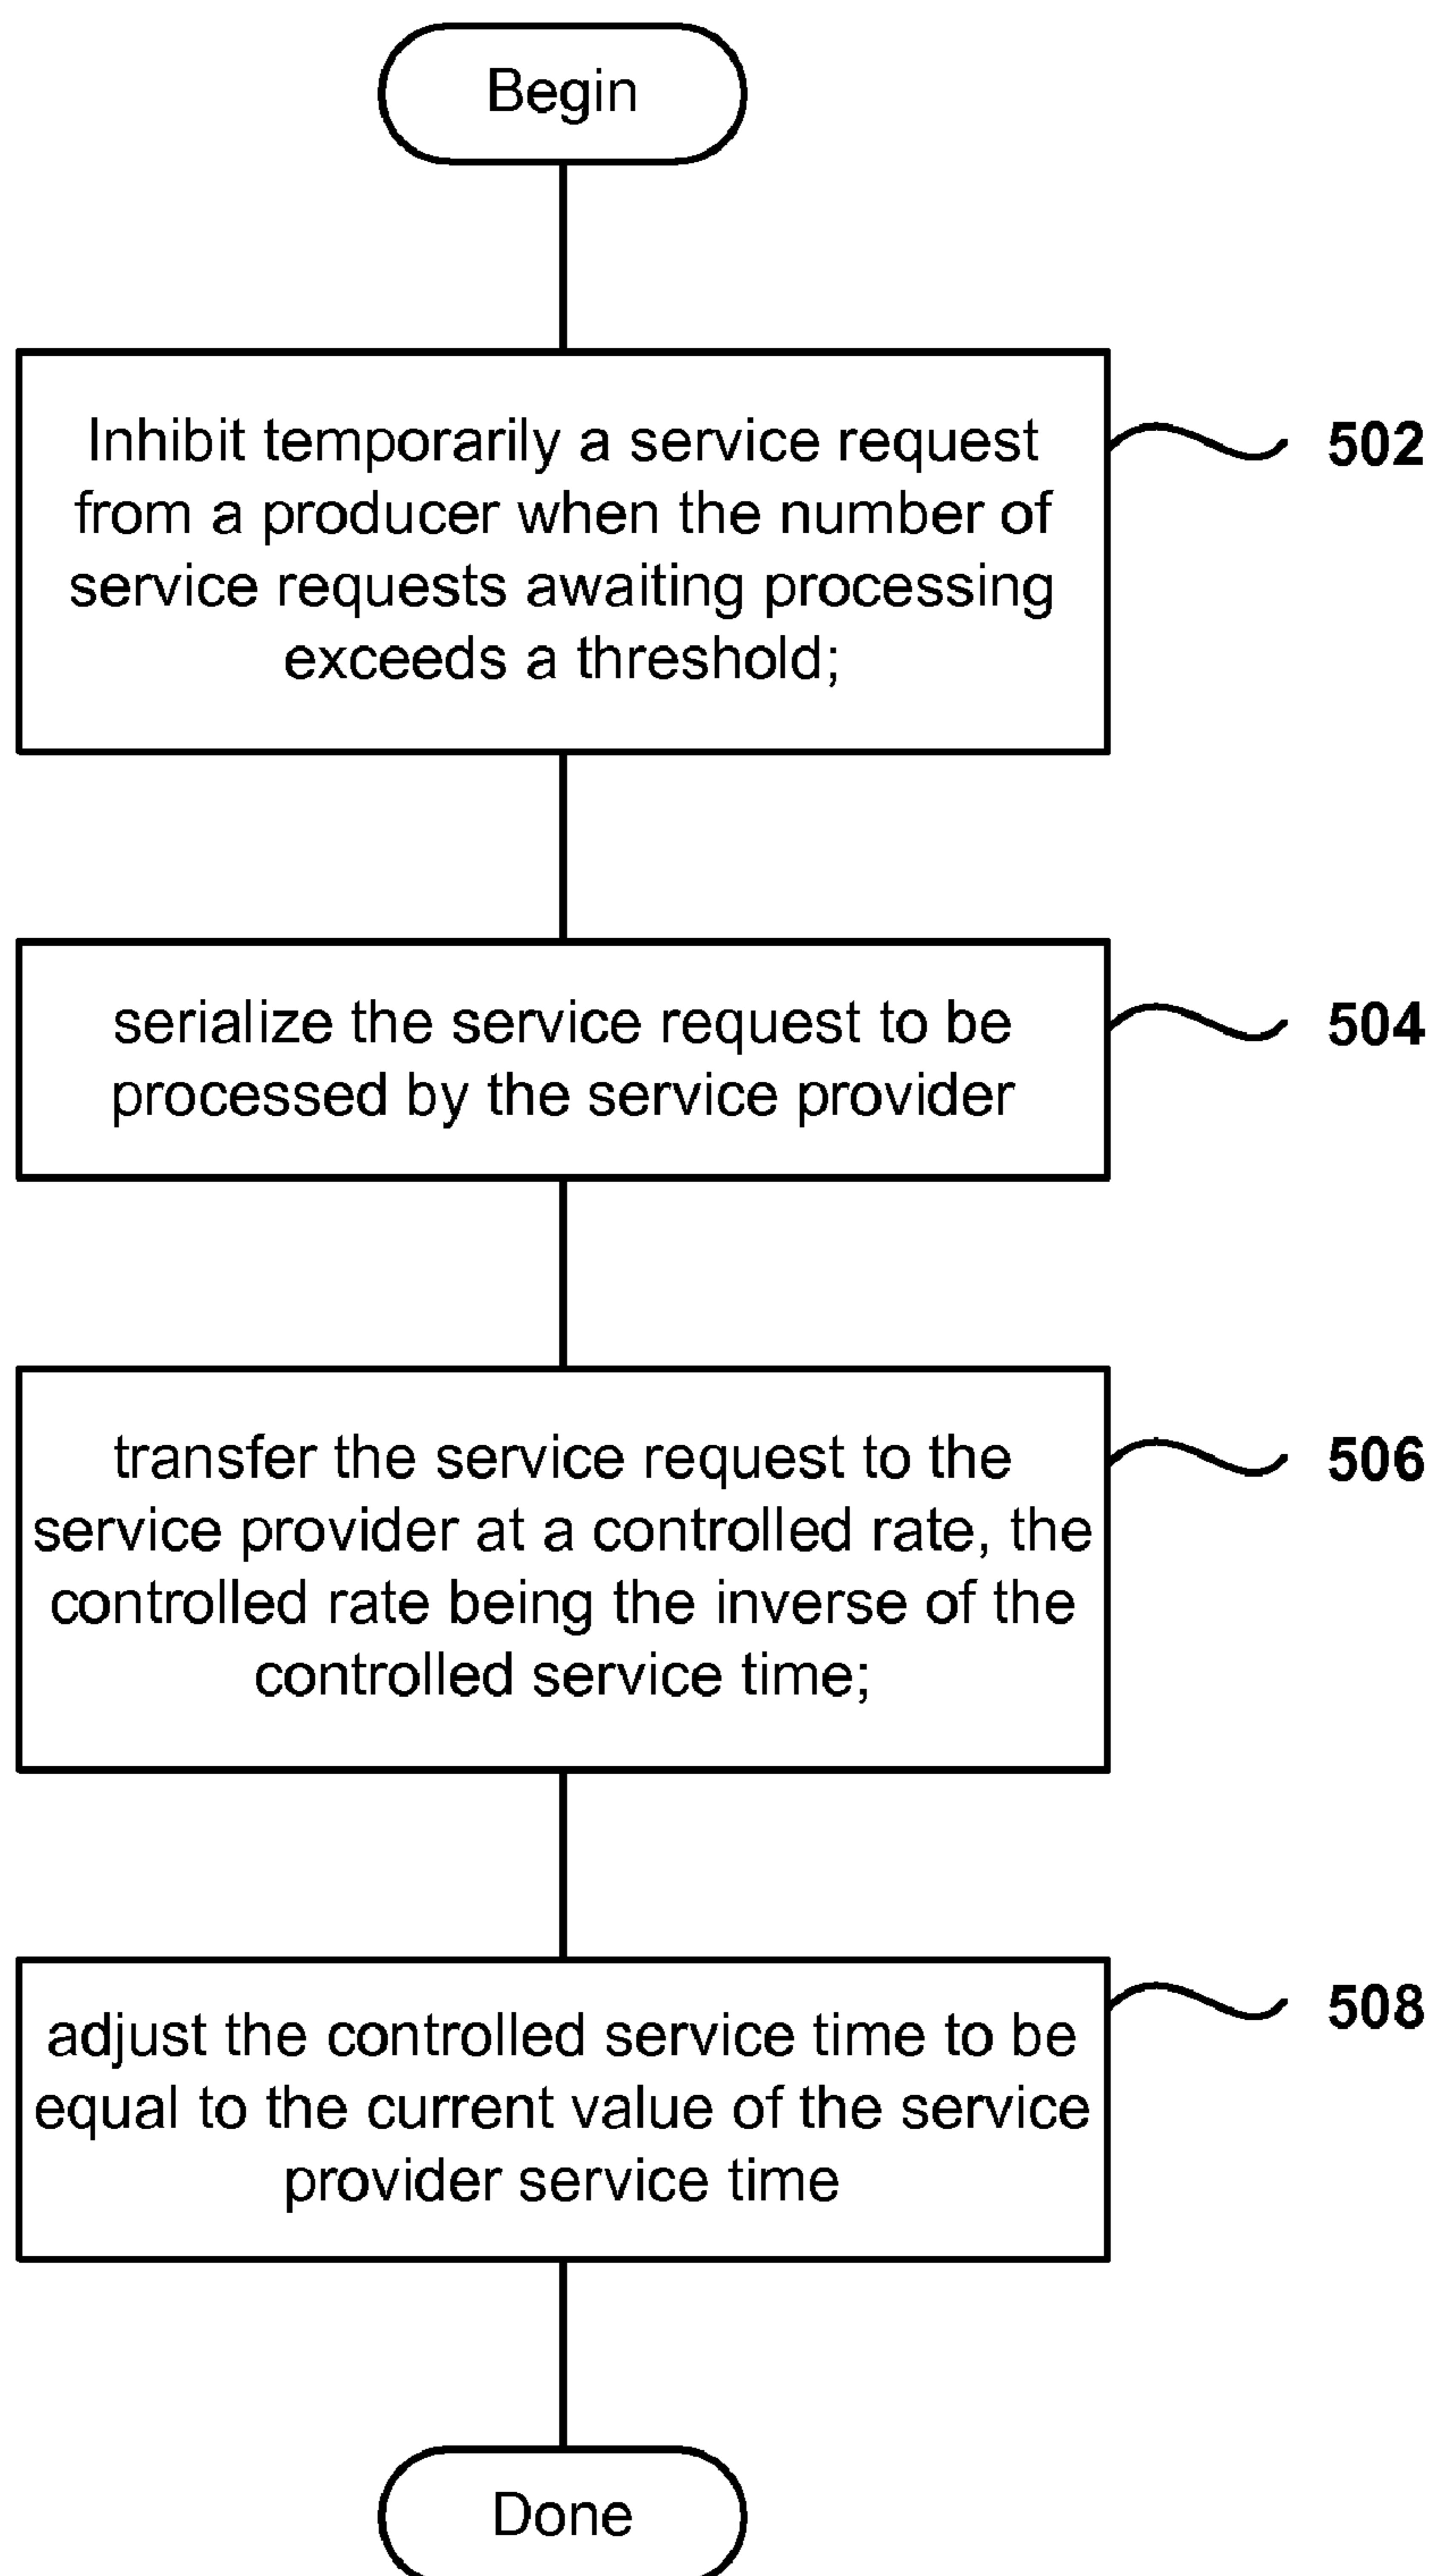 Begin
Inhibit temporarily a service request
from a producer when the number of
service requests awaiting processing
exceeds a threshold;
502
serialize the service request to be
processed by the service provider
504
transfer the service request to the
service provider at a controlled rate, the
controlled rate being the inverse of the
controlled service time;
506
adjust the controlled service time to be
equal to the current value of the service
provider service time
508
Done